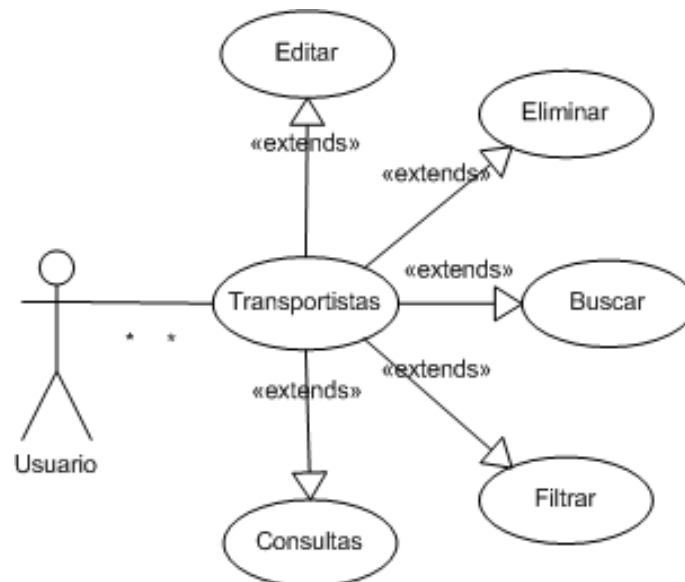 Editar
«extends»
Eliminar
«extends»
«extends»
Transportistas
Buscar
* *
«extends»
«extends»
Usuario
Filtrar
Consultas